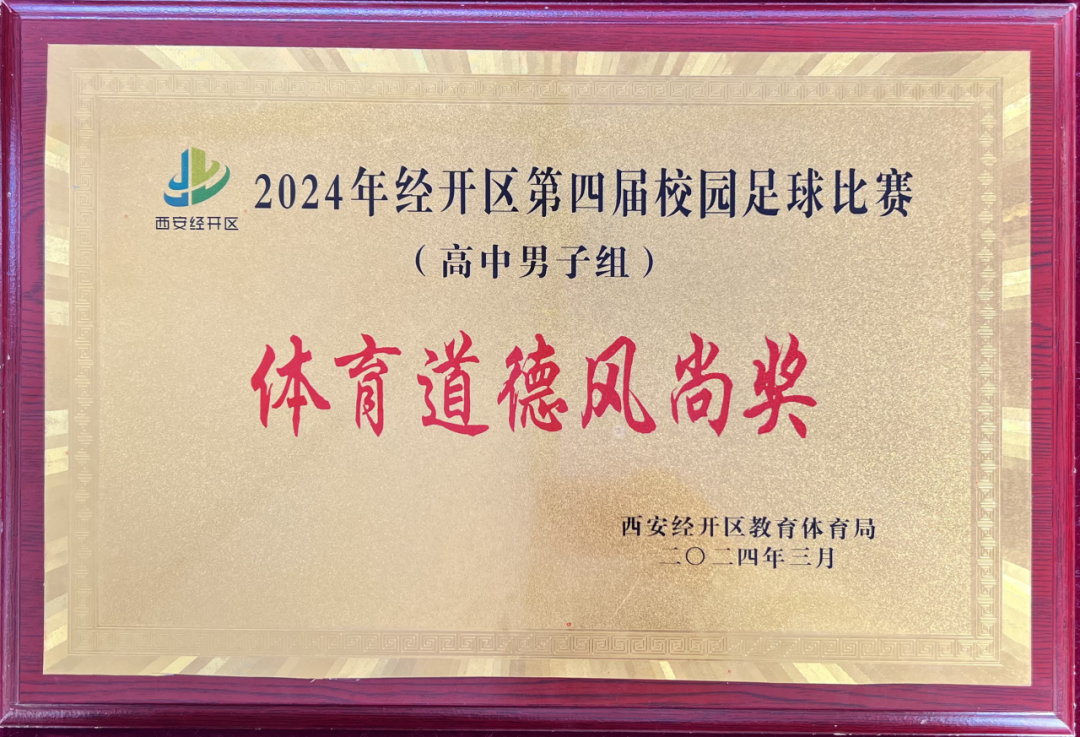 西安经开区
2024年经开区第四届校园足球比赛
（高中男子组）
体育道德风尚奖
西安经开区教育体育局
二〇二四年三月